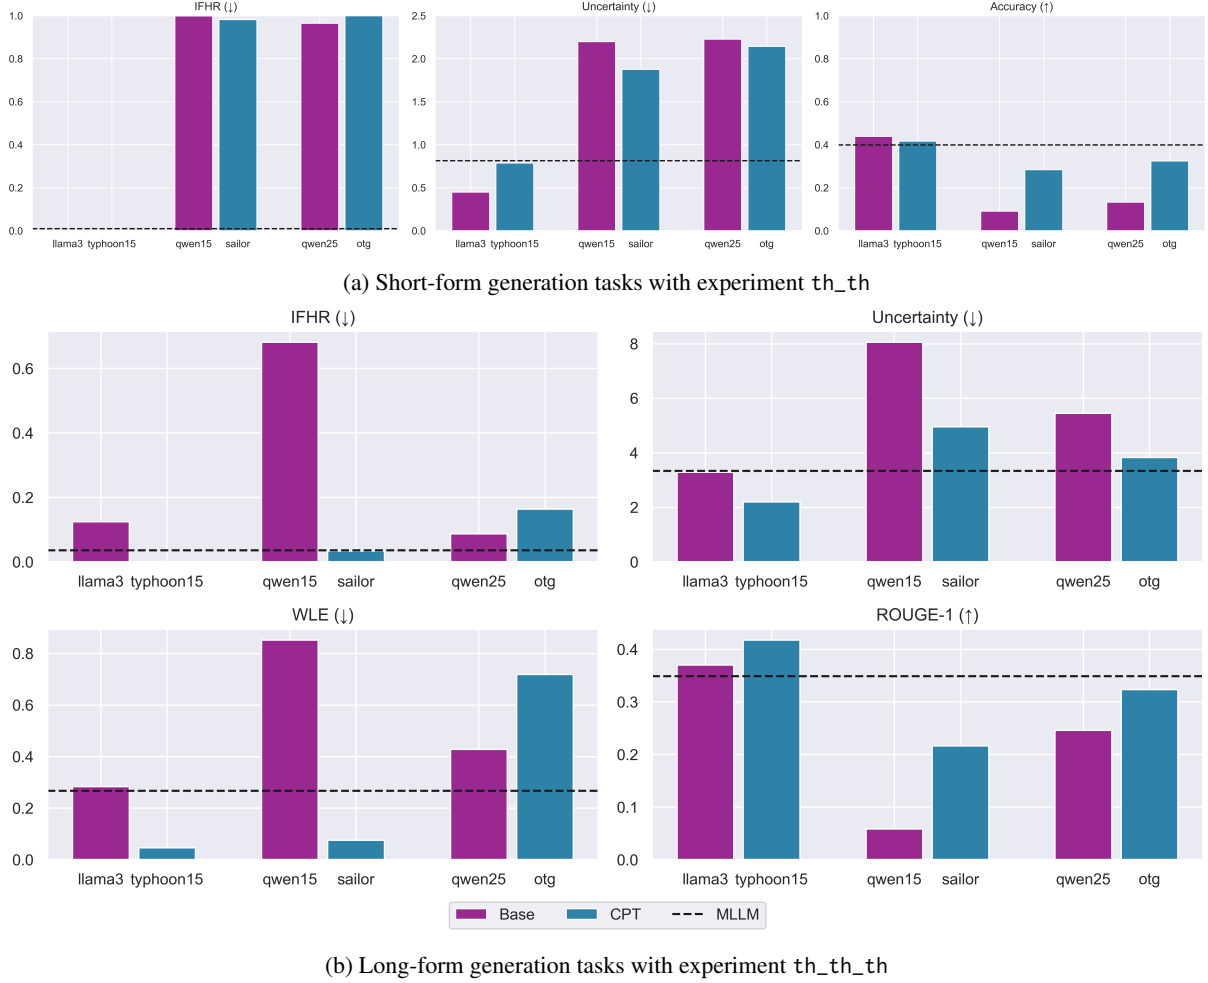 IFHR (↓)
Uncertainty (↓)
Accuracy (↑)
1.0
0.8
0.6
0.4
0.2
0.0
llama3 typhoon15 qwen15 sailor qwen25 otg
2.5
2.0
1.5
1.0
0.5
0.0
llama3 typhoon15 qwen15 sailor qwen25 otg
1.0
0.8
0.6
0.4
0.2
0.0
llama3 typhoon15 qwen15 sailor qwen25 otg
(a) Short-form generation tasks with experiment th_th
IFHR (↓)
0.6
0.4
0.2
0.0
llama3 typhoon15 qwen15 sailor qwen25 otg
Uncertainty (↓)
8
6
4
2
0
llama3 typhoon15 qwen15 sailor qwen25 otg
WLE (↓)
0.8
0.6
0.4
0.2
0.0
llama3 typhoon15 qwen15 sailor qwen25 otg
ROUGE-1 (↑)
0.4
0.3
0.2
0.1
0.0
llama3 typhoon15 qwen15 sailor qwen25 otg
Base CPT MLLM
(b) Long-form generation tasks with experiment th_th_th